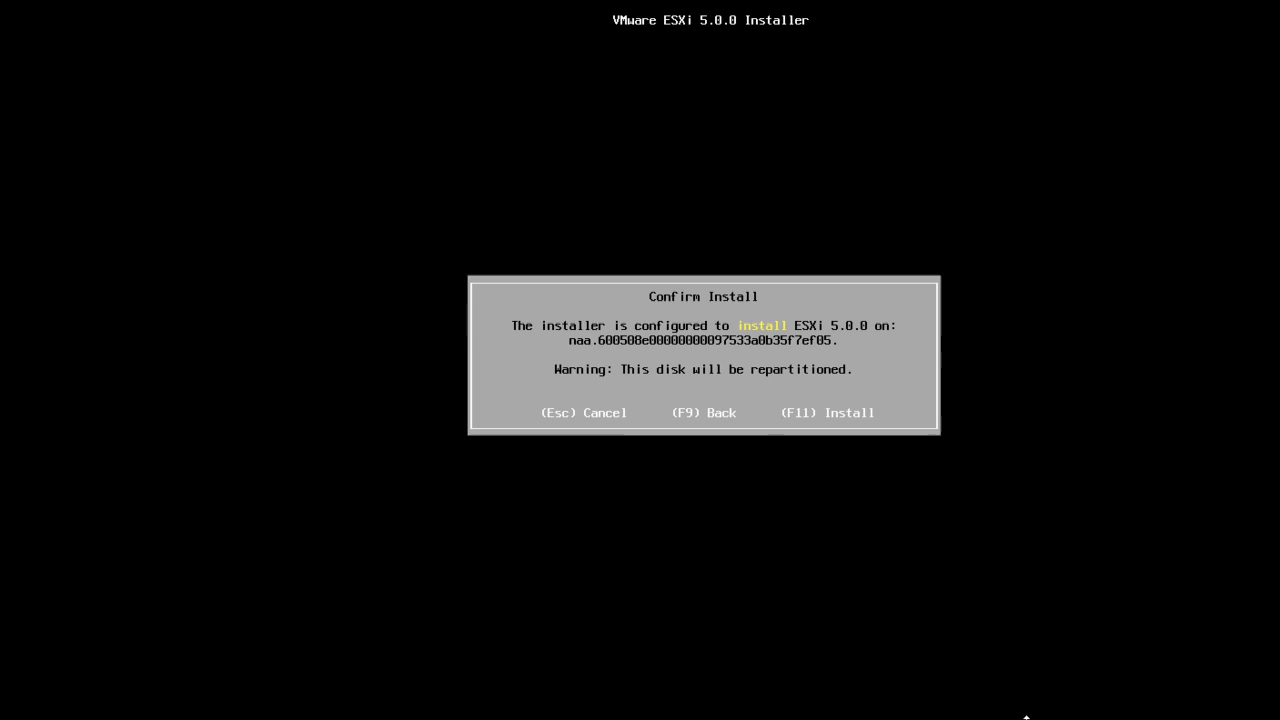 VMware ESXi 5.0.0 Installer
Confirm Install
The installer is configured to install ESXi 5.0.0 on:
naa.600508e00000000097533a0b35f7ef05.
Warning: This disk will be repartitioned.
(Esc) Cancel (F9) Back (F11) Install